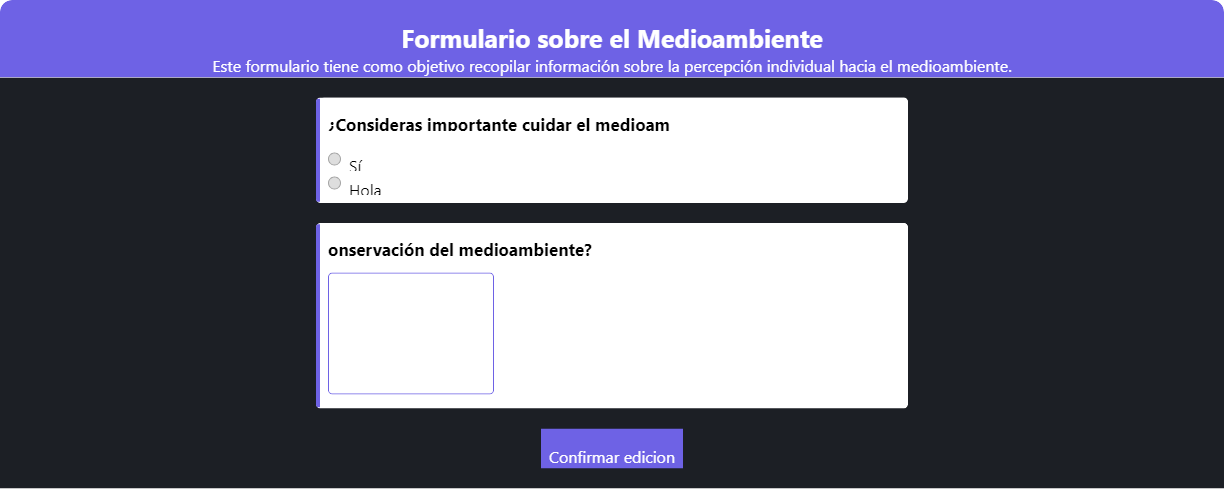 Formulario sobre el Medioambiente
Este formulario tiene como objetivo recopilar información sobre la percepción individual hacia el medioambiente.
¿Consideras importante cuidar el medioam
Sí
Hola
onservación del medioambiente?
Confirmar edicion